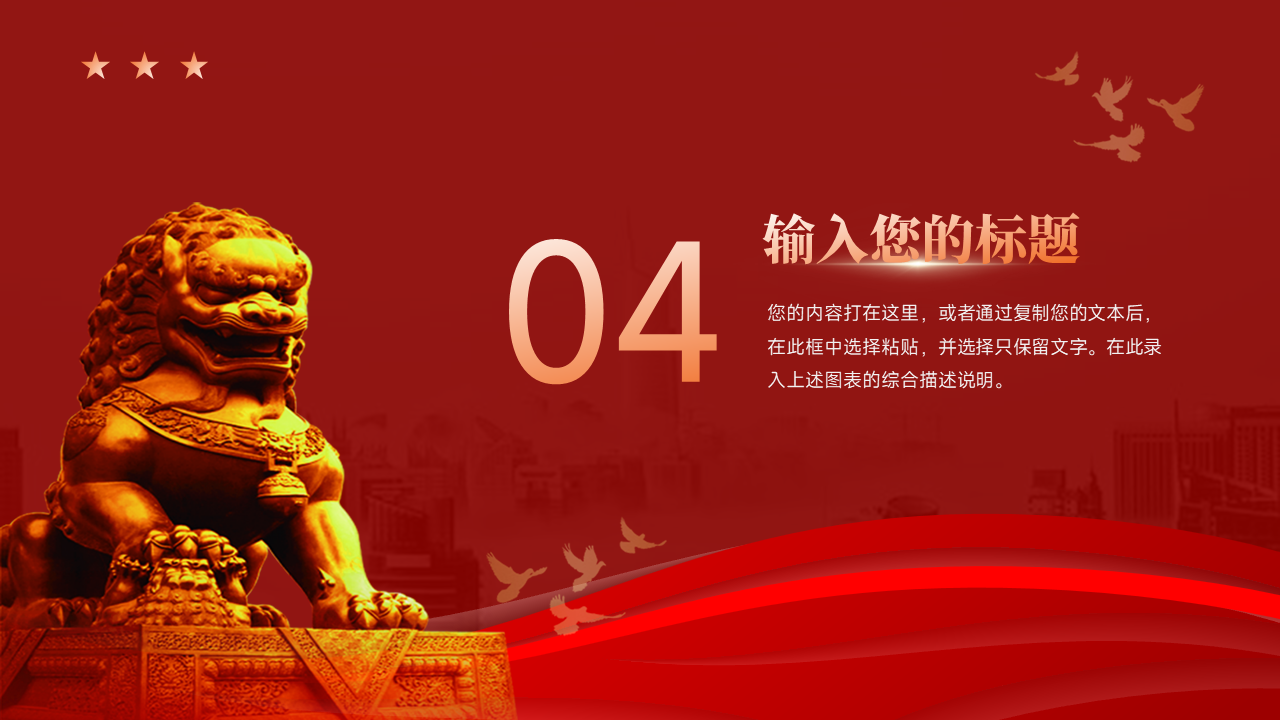 04
输入您的标题
您的内容打在这里，或者通过复制您的文本后，
在此框中选择粘贴，并选择只保留文字。在此录
入上述图表的综合描述说明。